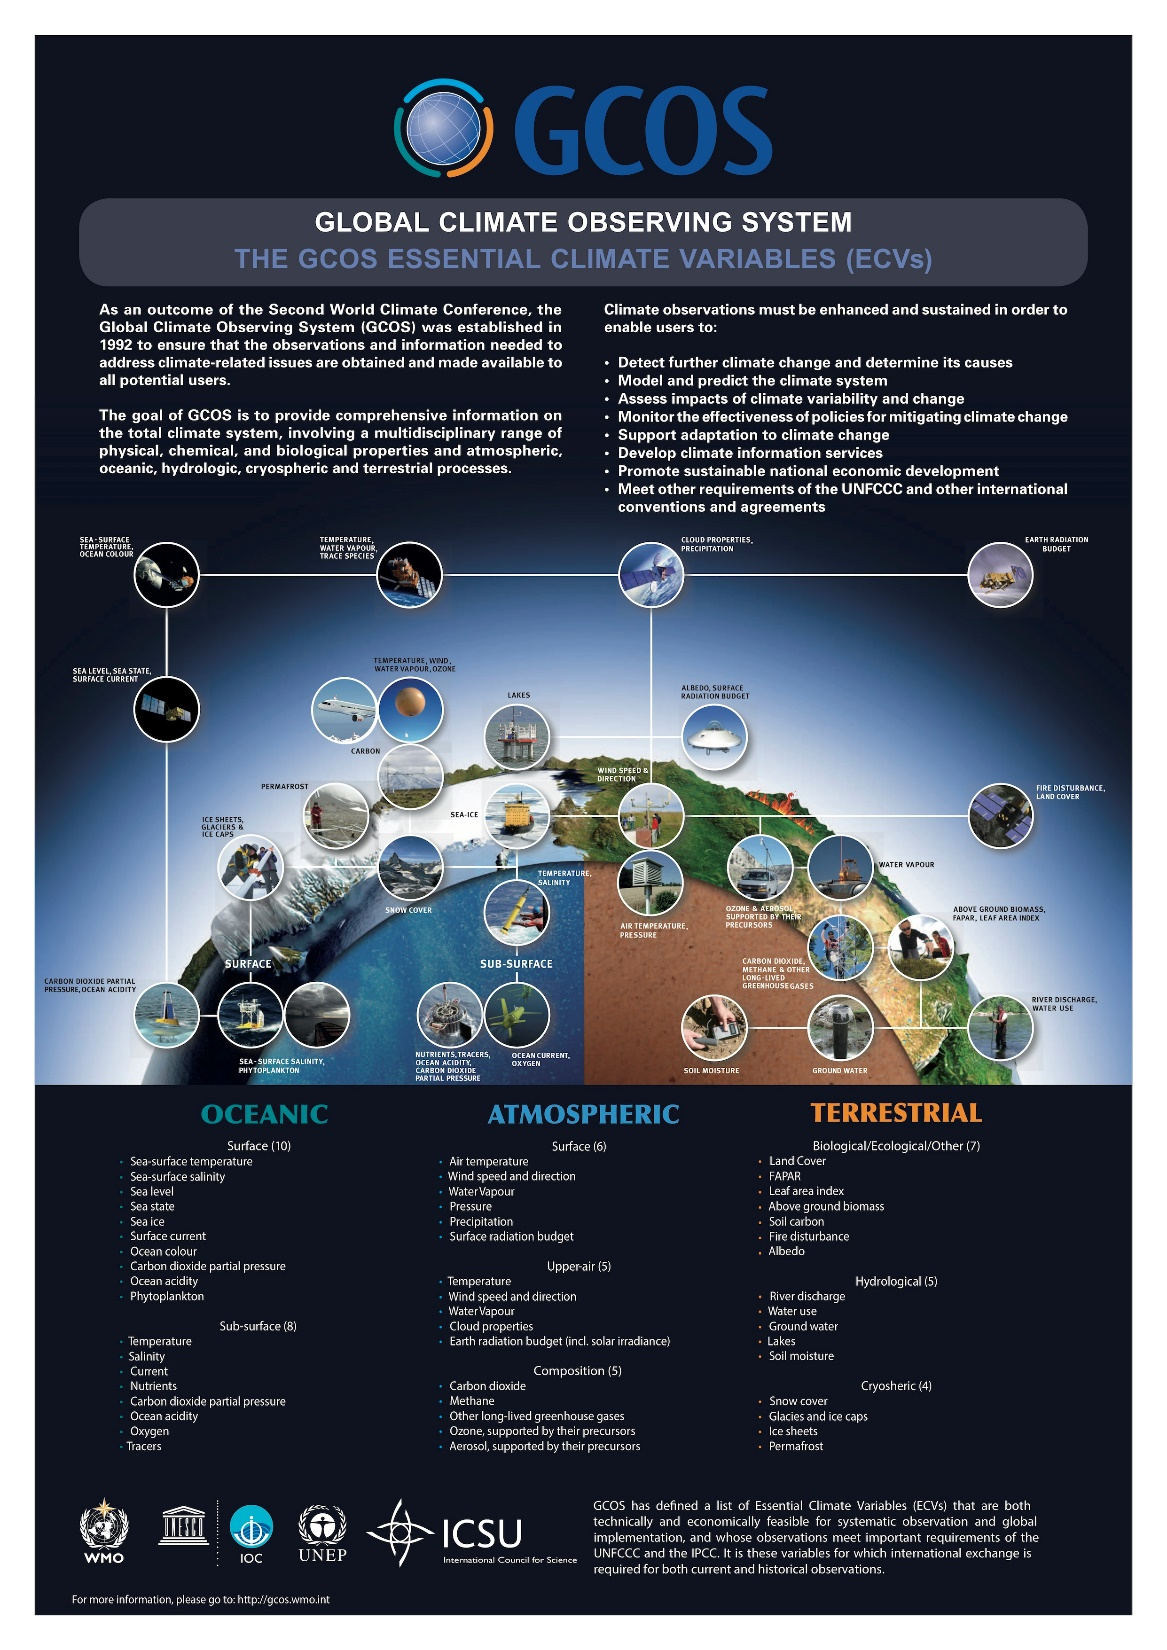 GCOS
GLOBAL CLIMATE OBSERVING SYSTEM
THE GCOS ESSENTIAL CLIMATE VARIABLES (ECVs)
As an outcome of the Second World Climate Conference, the
Global Climate Observing System (GCOS) was established in
1992 to ensure that the observations and information needed to
address climate-related issues are obtained and made available to
all potential users.
The goal of GCOS is to provide comprehensive information on
the total climate system, involving a multidisciplinary range of
physical, chemical, and biological properties and atmospheric,
oceanic, hydrologic, cryospheric and terrestrial processes.
Climate observations must be enhanced and sustained in order to
enable users to:
• Detect further climate change and determine its causes
• Model and predict the climate system
• Assess impacts of climate variability and change
• Monitor the effectiveness of policies for mitigating climate change
• Support adaptation to climate change
• Develop climate information services
• Promote sustainable national economic development
• Meet other requirements of the UNFCCC and other international
conventions and agreements
SEA-SURFACE
TEMPERATURE,
OCEAN COLOUR
TEMPERATURE,
WATER VAPOUR,
TRACE SPECIES
CLOUD PROPERTIES,
PRECIPITATION
EARTH RADIATION
BUDGET
SEA LEVEL, SEA STATE,
SURFACE CURRENT
TEMPERATURE, WIND,
WATER VAPOUR, OZONE
LAKES
ALBEDO, SURFACE
RADIATION BUDGET
CARBON
WIND SPEED &
DIRECTION
PERMAFROST
FIRE DISTURBANCE,
LAND COVER
SEA-ICE
ICE SHEETS,
GLACIERS &
ICE CAPS
WATER VAPOUR
TEMPERATURE,
SALINITY
SNOW COVER
OZONE & AEROSOL,
SUPPORTED BY THEIR
PRECURSORS
ABOVE GROUND BIOMASS,
FAPAR, LEAF AREA INDEX
AIR TEMPERATURE,
PRESSURE
SURFACE
SUB-SURFACE
CARBON DIOXIDE,
METHANE & OTHER
LONG-LIVED
GREENHOUSE GASES
CARBON DIOXIDE PARTIAL
PRESSURE, OCEAN ACIDITY
RIVER DISCHARGE,
WATER USE
SEA-SURFACE SALINITY,
PHYTOPLANKTON
NUTRIENTS, TRACERS,
OCEAN ACIDITY,
CARBON DIOXIDE
PARTIAL PRESSURE
OCEAN CURRENT,
OXYGEN
SOIL MOISTURE
GROUND WATER
OCEANIC
Surface (10)
• Sea-surface temperature
• Sea-surface salinity
• Sea level
• Sea state
• Sea ice
• Surface current
• Ocean colour
• Carbon dioxide partial pressure
• Ocean acidity
• Phytoplankton
Sub-surface (8)
• Temperature
• Salinity
• Current
• Nutrients
• Carbon dioxide partial pressure
• Ocean acidity
• Oxygen
• Tracers
ATMOSPHERIC
Surface (6)
• Air temperature
• Wind speed and direction
• Water Vapour
• Pressure
• Precipitation
• Surface radiation budget
Upper-air (5)
• Temperature
• Wind speed and direction
• Water Vapour
• Cloud properties
• Earth radiation budget (incl. solar irradiance)
Composition (5)
• Carbon dioxide
• Methane
• Other long-lived greenhouse gases
• Ozone, supported by their precursors
• Aerosol, supported by their precursors
TERRESTRIAL
Biological/Ecological/Other (7)
• Land Cover
• FAPAR
• Leaf area index
• Above ground biomass
• Soil carbon
• Fire disturbance
• Albedo
Hydrological (5)
• River discharge
• Water use
• Ground water
• Lakes
• Soil moisture
Cryosheric (4)
• Snow cover
• Glacies and ice caps
• Ice sheets
• Permafrost
WMO
UNESCO
IOC
UNEP
ICSU
International Council for Science
GCOS has defined a list of Essential Climate Variables (ECVs) that are both
technically and economically feasible for systematic observation and global
implementation, and whose observations meet important requirements of the
UNFCCC and the IPCC. It is these variables for which international exchange is
required for both current and historical observations.
For more information, please go to: http://gcos.wmo.int